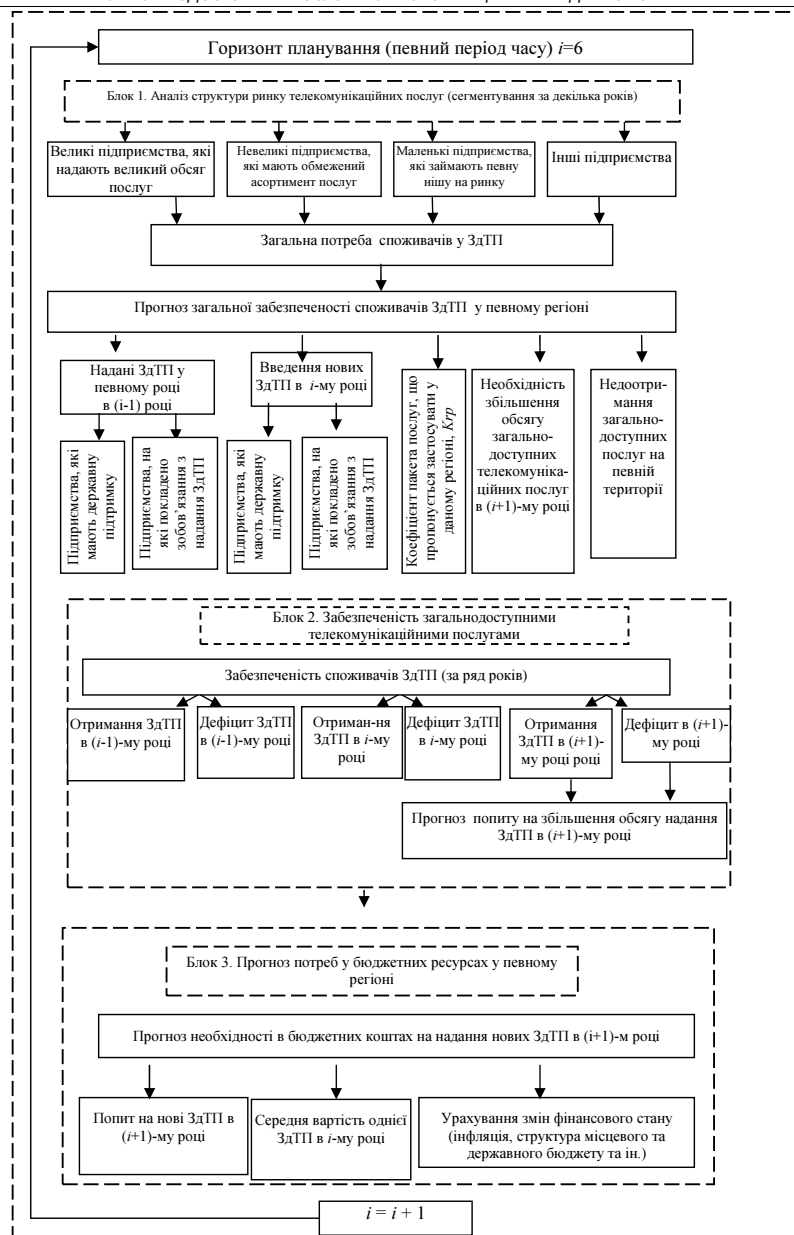 Горизонт планування (певний період часу) i=6
Блок 1. Аналіз структури ринку телекомунікаційних послуг (сегментування за декілька років)
Великі підприємства, які
надають великий обсяг
послуг
Невеликі підприємства,
які мають обмежений
асортимент послуг
Маленькі підприємства,
які займають певну
нішу на ринку
Інші підприємства
Загальна потреба споживачів у ЗдТП
Прогноз загальної забезпеченості споживачів ЗдТП у певному регіоні
Надані ЗдТП у
певному році
в (i-1) році
Введення нових
ЗдТП в i-му році
Підприємства, які
мають державну
підтримку
Підприємства, на
які покладено
зобов’язання з
надання ЗдТП
Підприємства, які
мають державну
підтримку
Підприємства, на
які покладено
зобов’язання з
надання ЗдТП
Коефіцієнт пакета послуг, що
пропонується застосувати у
даному регіоні, Krp
Необхідність
збільшення
обсягу
загально-
доступних
телекомуніка-
ційних послуг
в (i+1)-му році
Недоотри-
мання
загально-
доступних
послуг на
певній
території
Блок 2. Забезпеченість загальнодоступними
телекомунікаційними послугами
Забезпеченість споживачів ЗдТП (за ряд років)
Отримання ЗдТП
в (i-1)-му році
Дефіцит ЗдТП
в (i-1)-му році
Отриман-ня
ЗдТП в i-му
році
Дефіцит ЗдТП
в i-му році
Отримання
ЗдТП в (i+1)-
му році році
Дефіцит в (i+1)-
му році
Прогноз попиту на збільшення обсягу надання
ЗдТП в (i+1)-му році
Блок 3. Прогноз потреб у бюджетних ресурсах у певному
регіоні
Прогноз необхідності в бюджетних коштах на надання нових ЗдТП в (i+1)-м році
Попит на нові ЗдТП в
(i+1)-му році
Середня вартість однієї
ЗдТП в i-му році
Урахування змін фінансового стану
(інфляція, структура місцевого та
державного бюджету та ін.)
i = i + 1